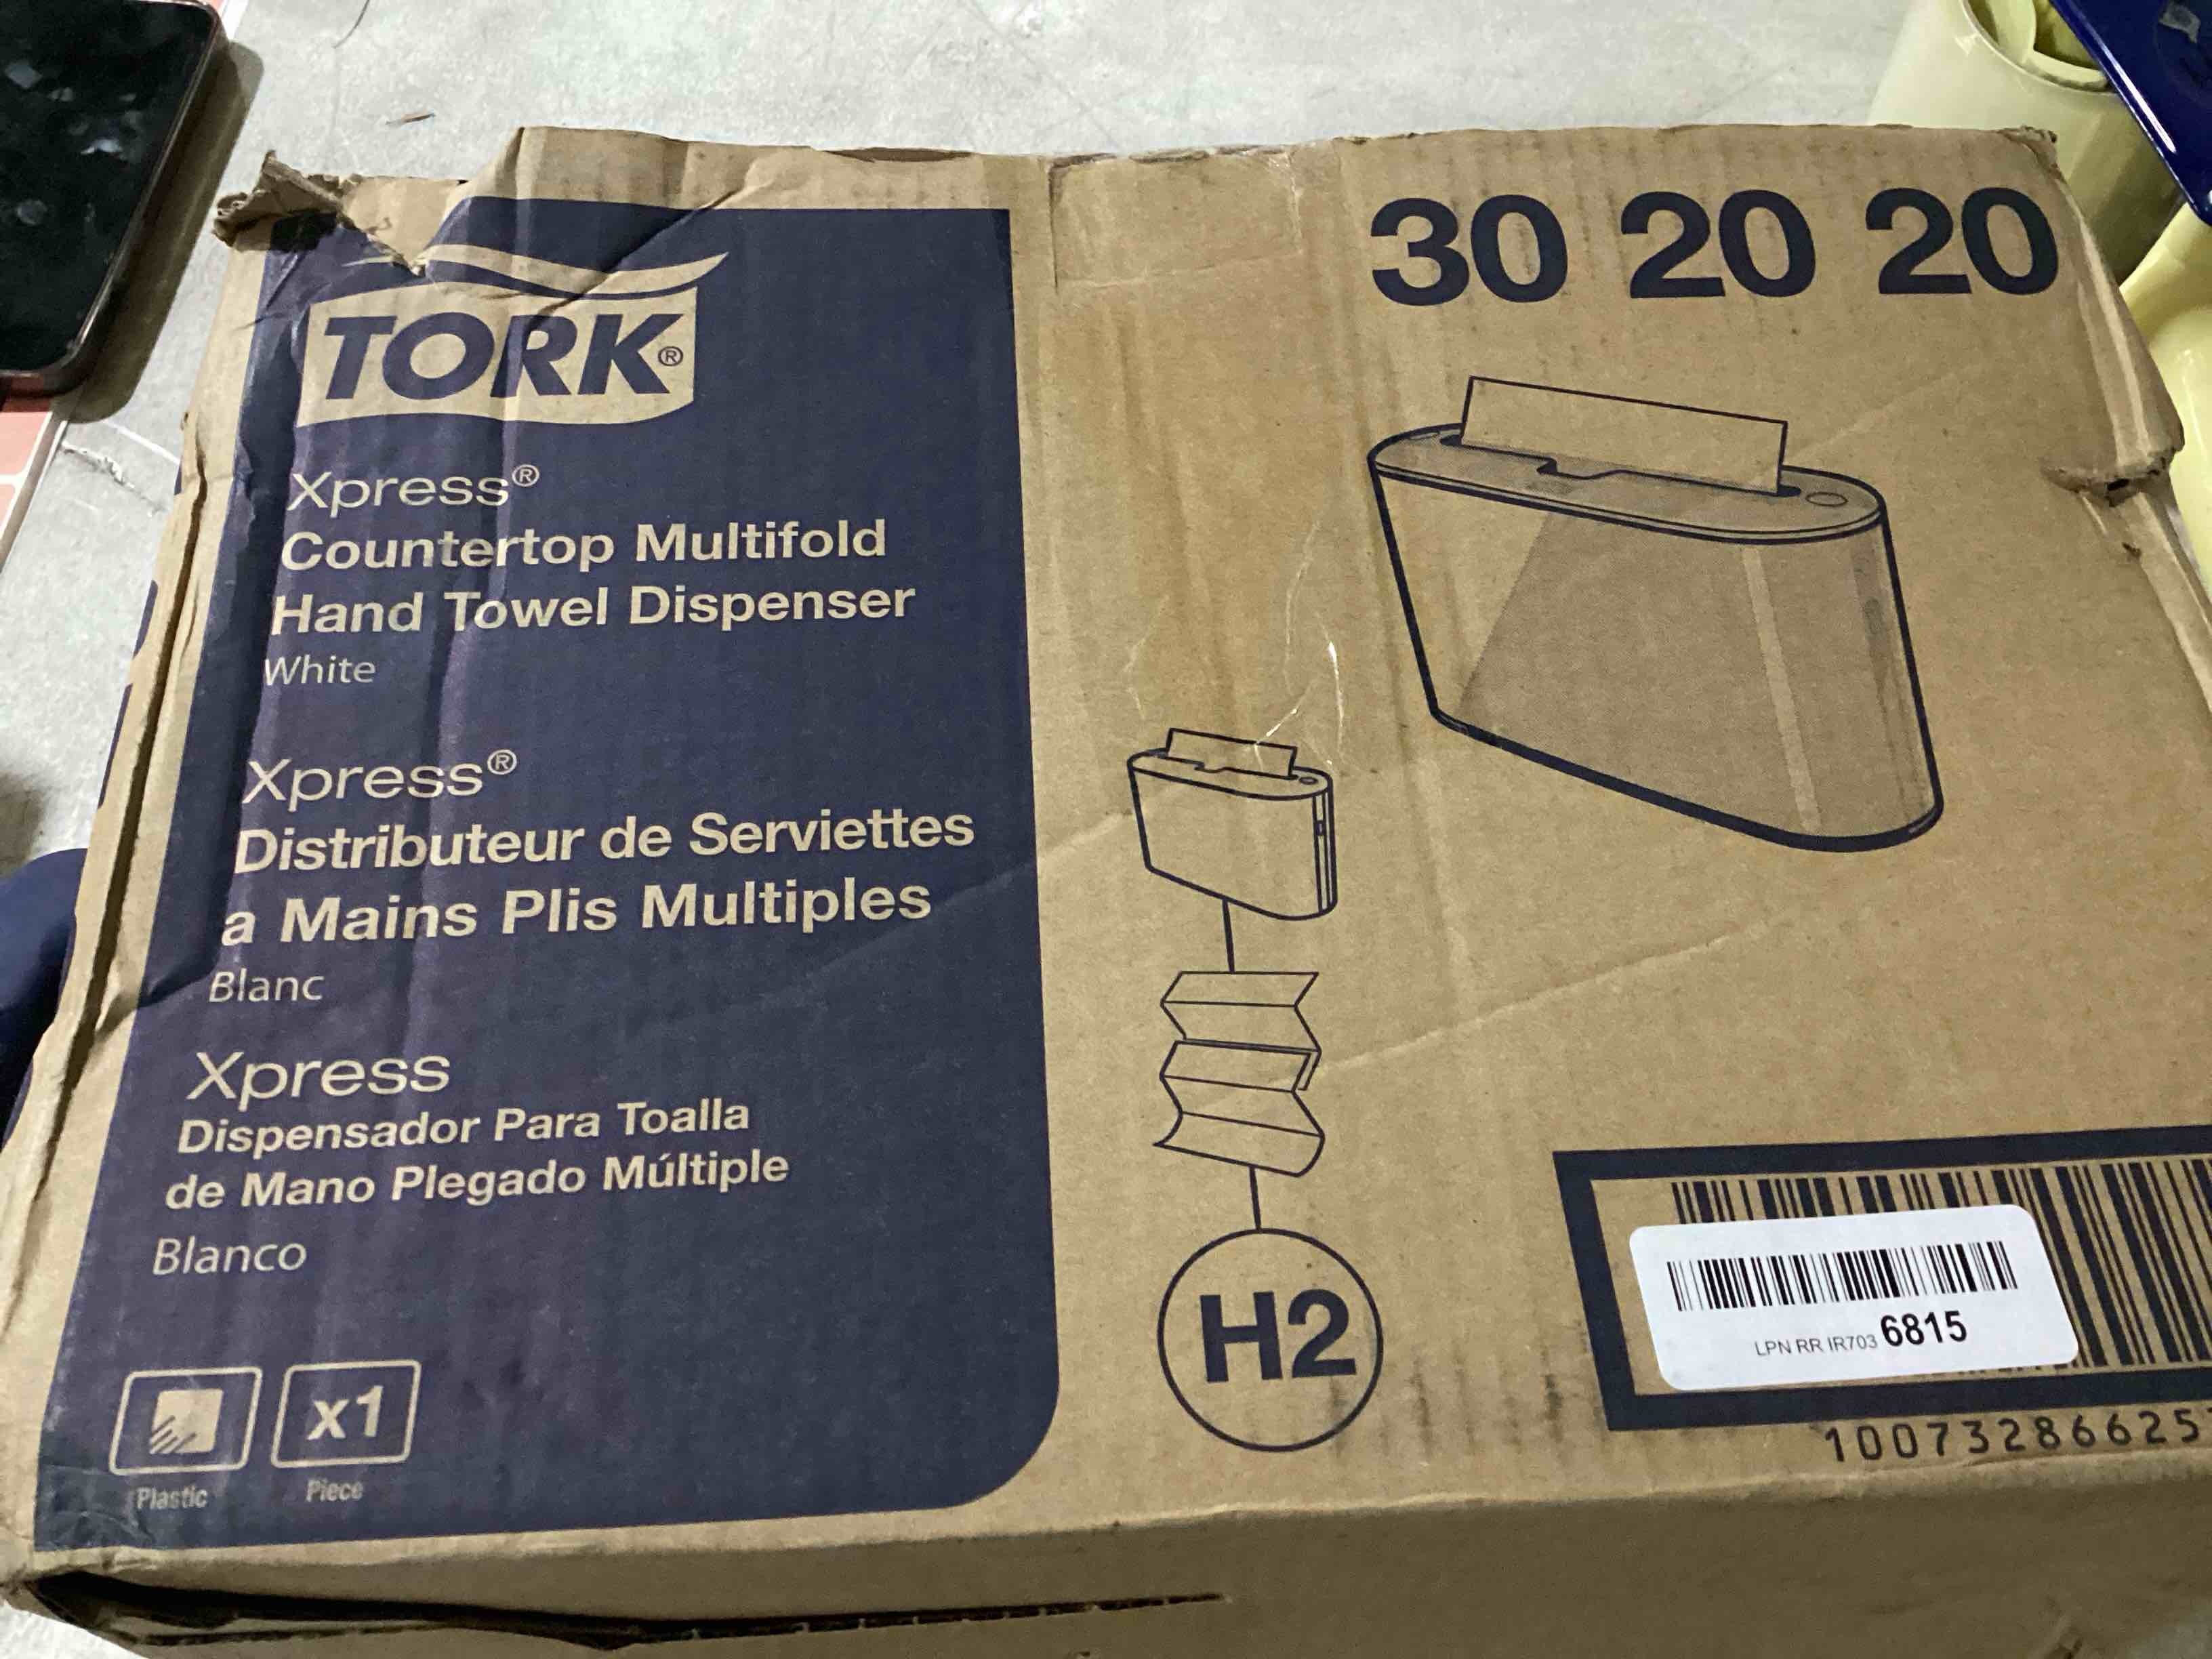 TORK®
Xpress®
Countertop Multifold
Hand Towel Dispenser
White
Xpress®
Distributeur de Serviettes
a Mains Plis Multiples
Blanc
Xpress
Dispensador Para Toalla
de Mano Plegado Múltiple
Blanco
Plastic
x1
Piece
30 20 20
H2
LPN RR IR703 6815
10073286625